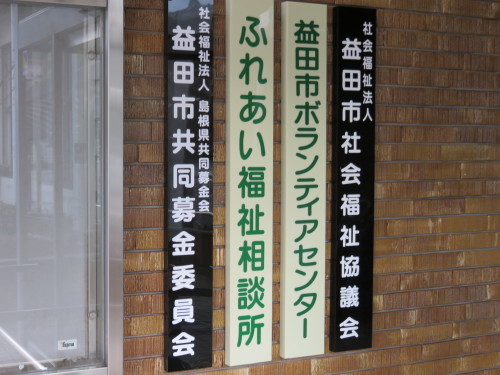 社会福祉法人
益田市社会福祉協議会
益田市ボランティアセンター
ふれあい福祉相談所
社会福祉法人 島根県共同募金会
益田市共同募金委員会